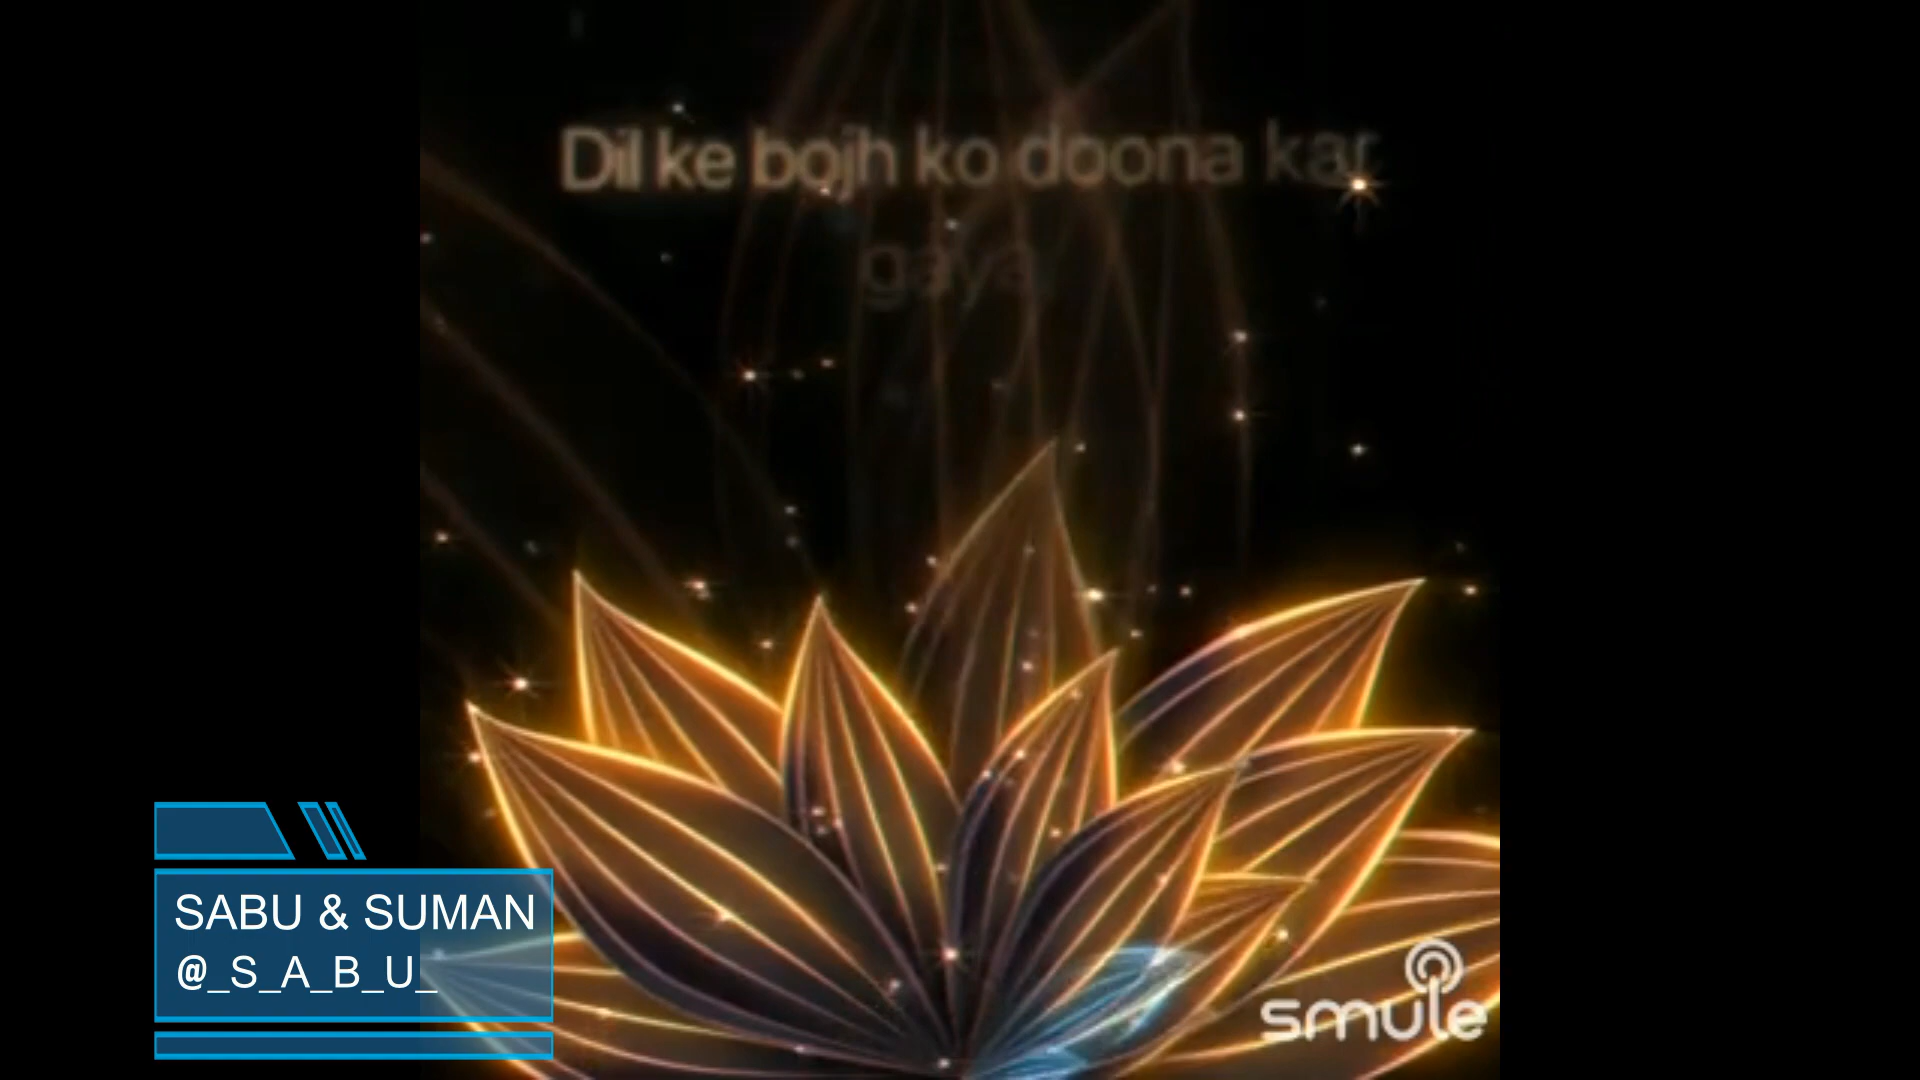 Dil ke bojh ko doona kar
gaya
SABU & SUMAN
@_S_A_B_U_
smule